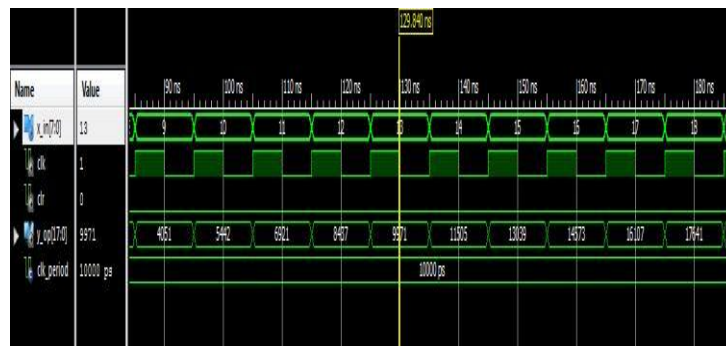 129.840 ns
Name Value 90 ns 100 ns 110 ns 120 ns 130 ns 140 ns 150 ns 160 ns 170 ns 180 ns
x_in[7:0] 13 9 10 11 12 13 14 15 16 17 18
clk 1
clr 0
y_op[17:0] 9971 4051 5442 6921 8437 9971 11505 13039 14573 16107 17641
clk_period 10000 ps 10000 ps